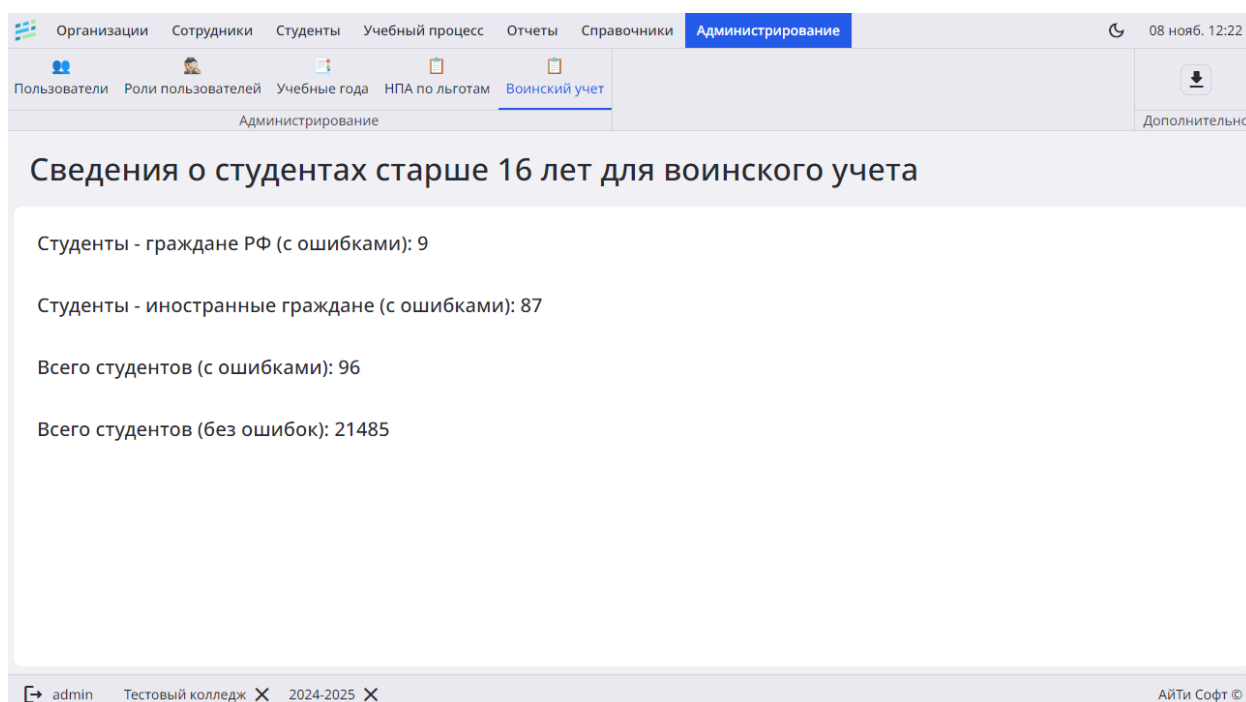 Организации Сотрудники Студенты Учебный процесс Отчеты Справочники Администрирование 08 нояб. 12:22
Пользователи Роли пользователей Учебные года НПА по льготам Воинский учет
Администрирование Дополнительно
Сведения о студентах старше 16 лет для воинского учета
Студенты - граждане РФ (с ошибками): 9
Студенты - иностранные граждане (с ошибками): 87
Всего студентов (с ошибками): 96
Всего студентов (без ошибок): 21485
admin Тестовый колледж 2024-2025 АйТи Софт ©